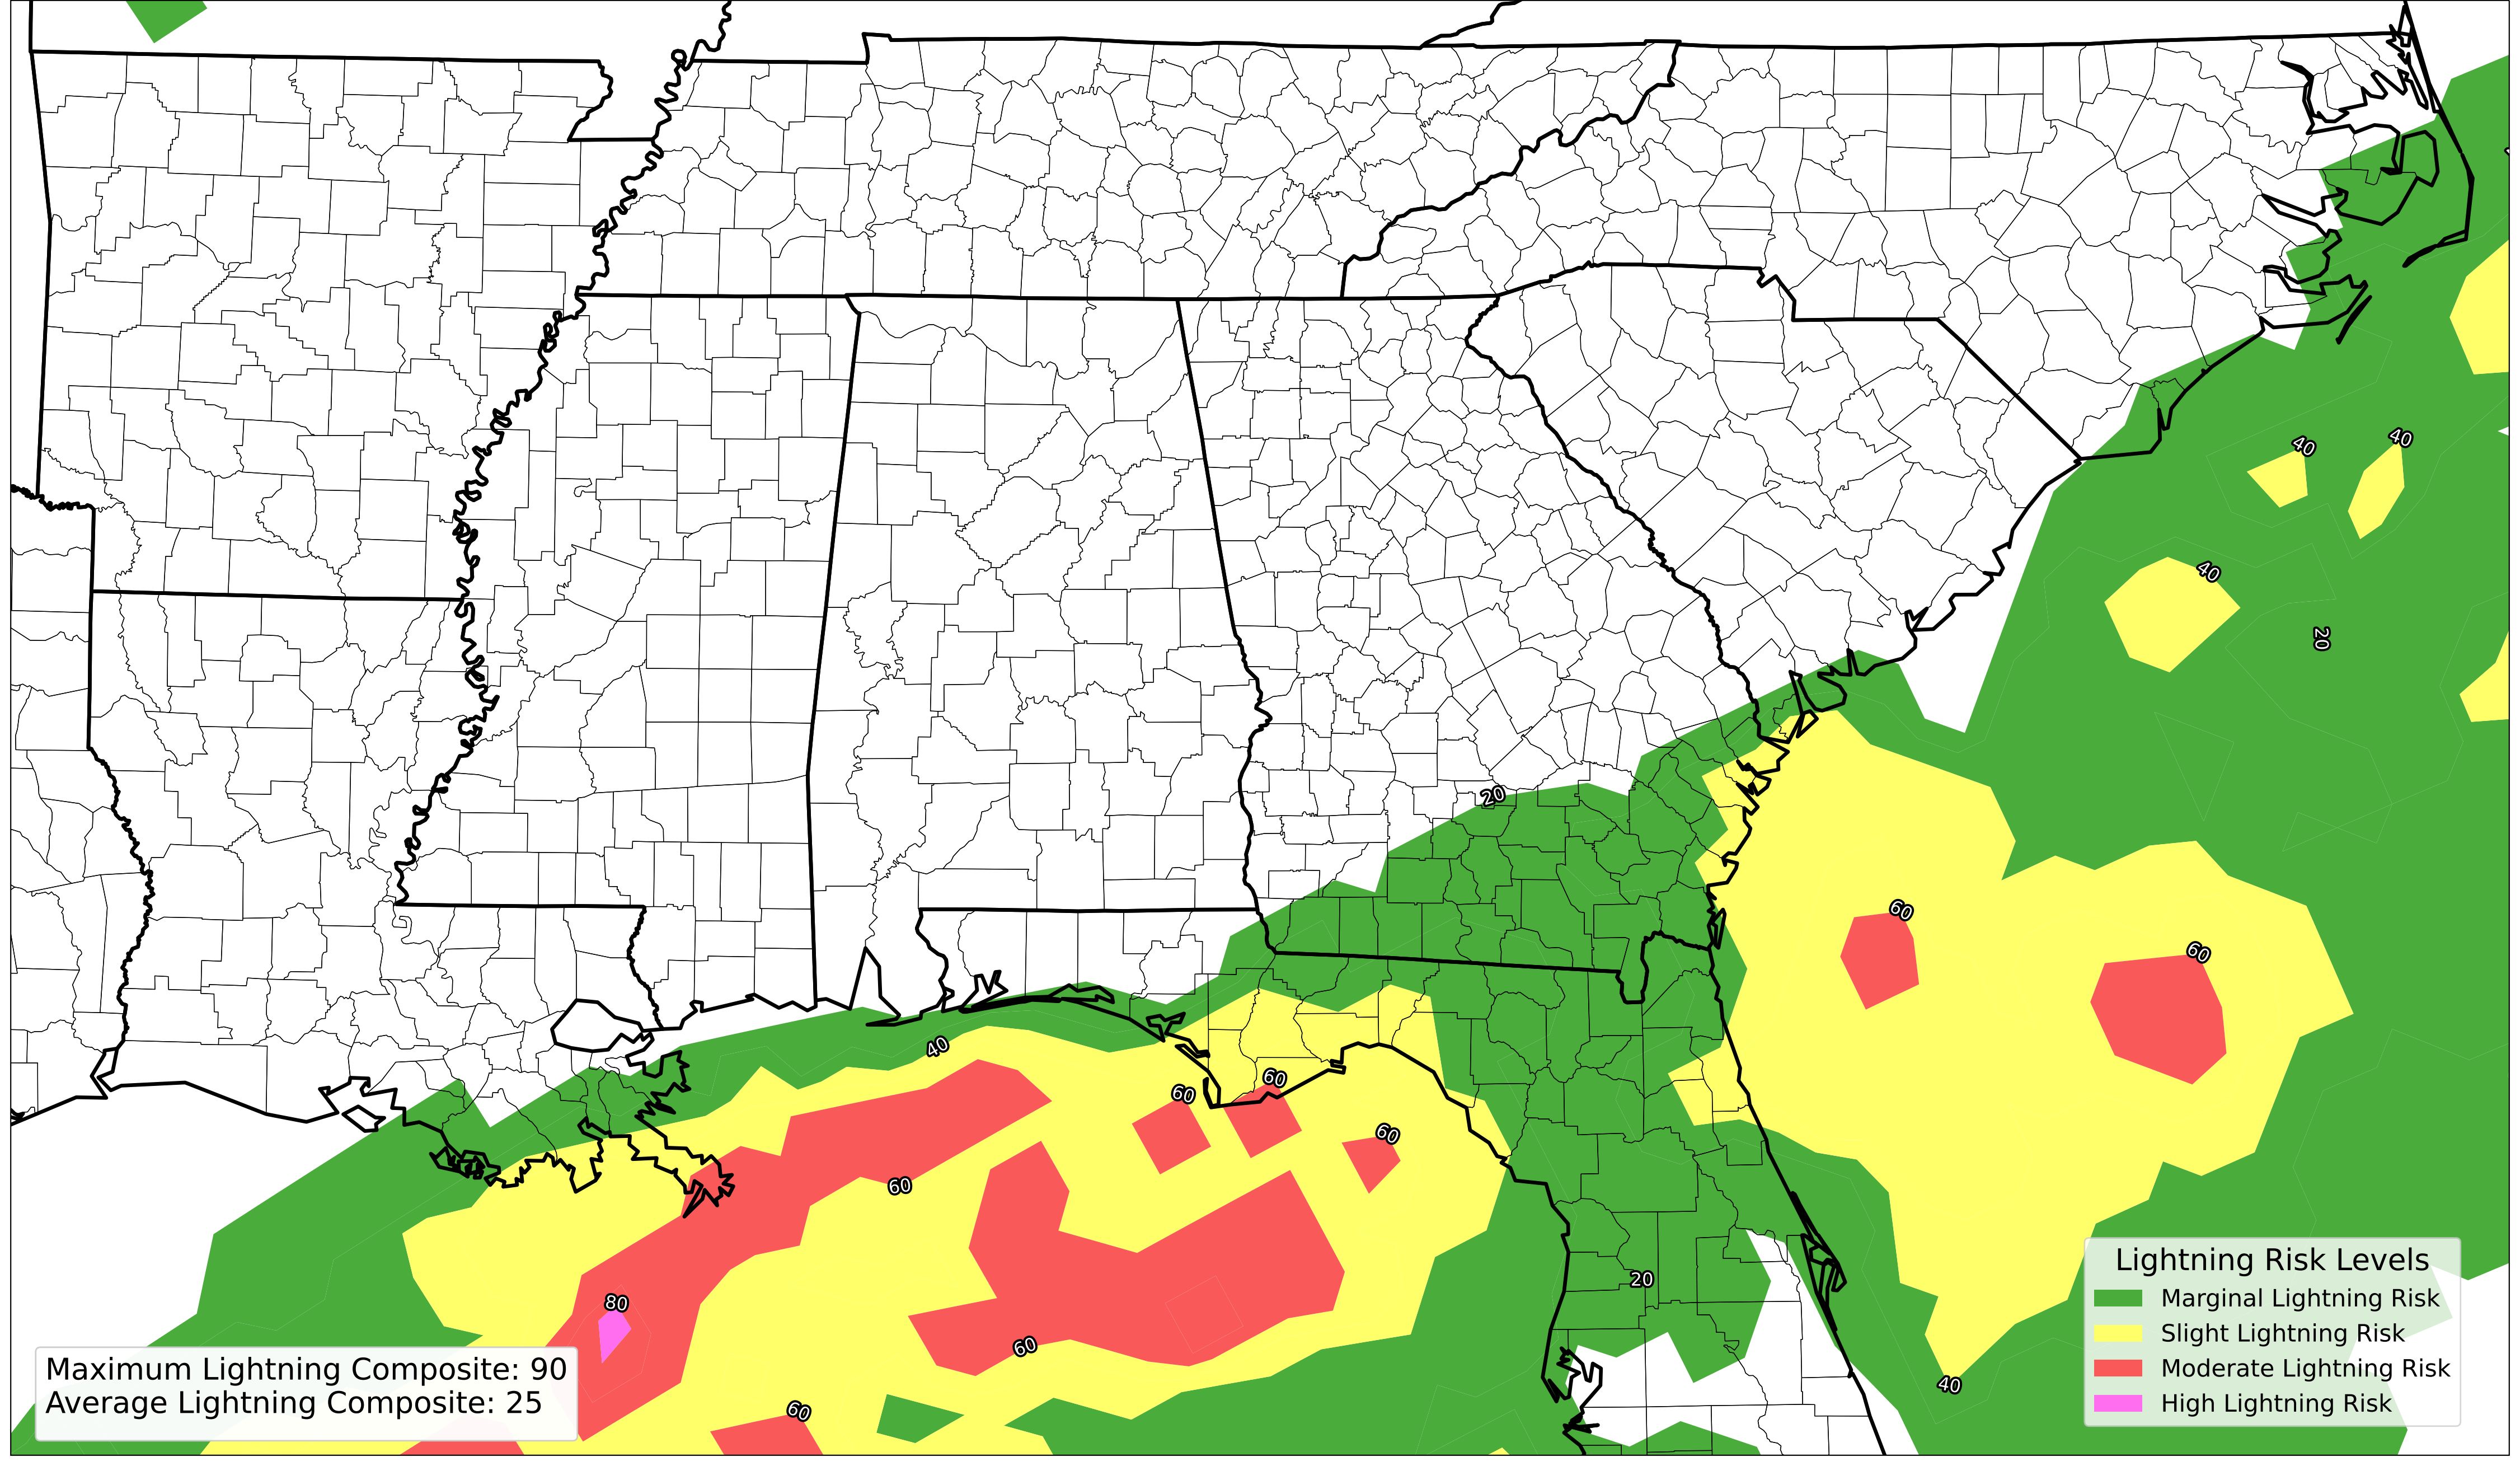 40
40
40
20
20
60
60
40
60
60
60
60
20
80
60
40
60
Lightning Risk Levels
Marginal Lightning Risk
Slight Lightning Risk
Moderate Lightning Risk
High Lightning Risk
Maximum Lightning Composite: 90
Average Lightning Composite: 25